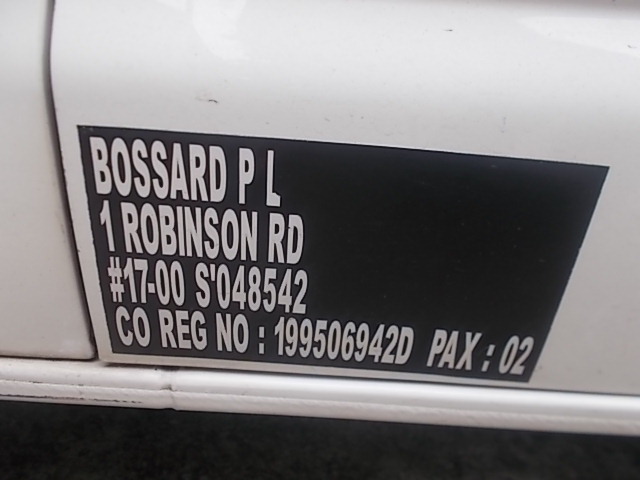 BOSSARD P L
1 ROBINSON RD
#17-00 S'048542
CO REG NO : 199506942D PAX : 02